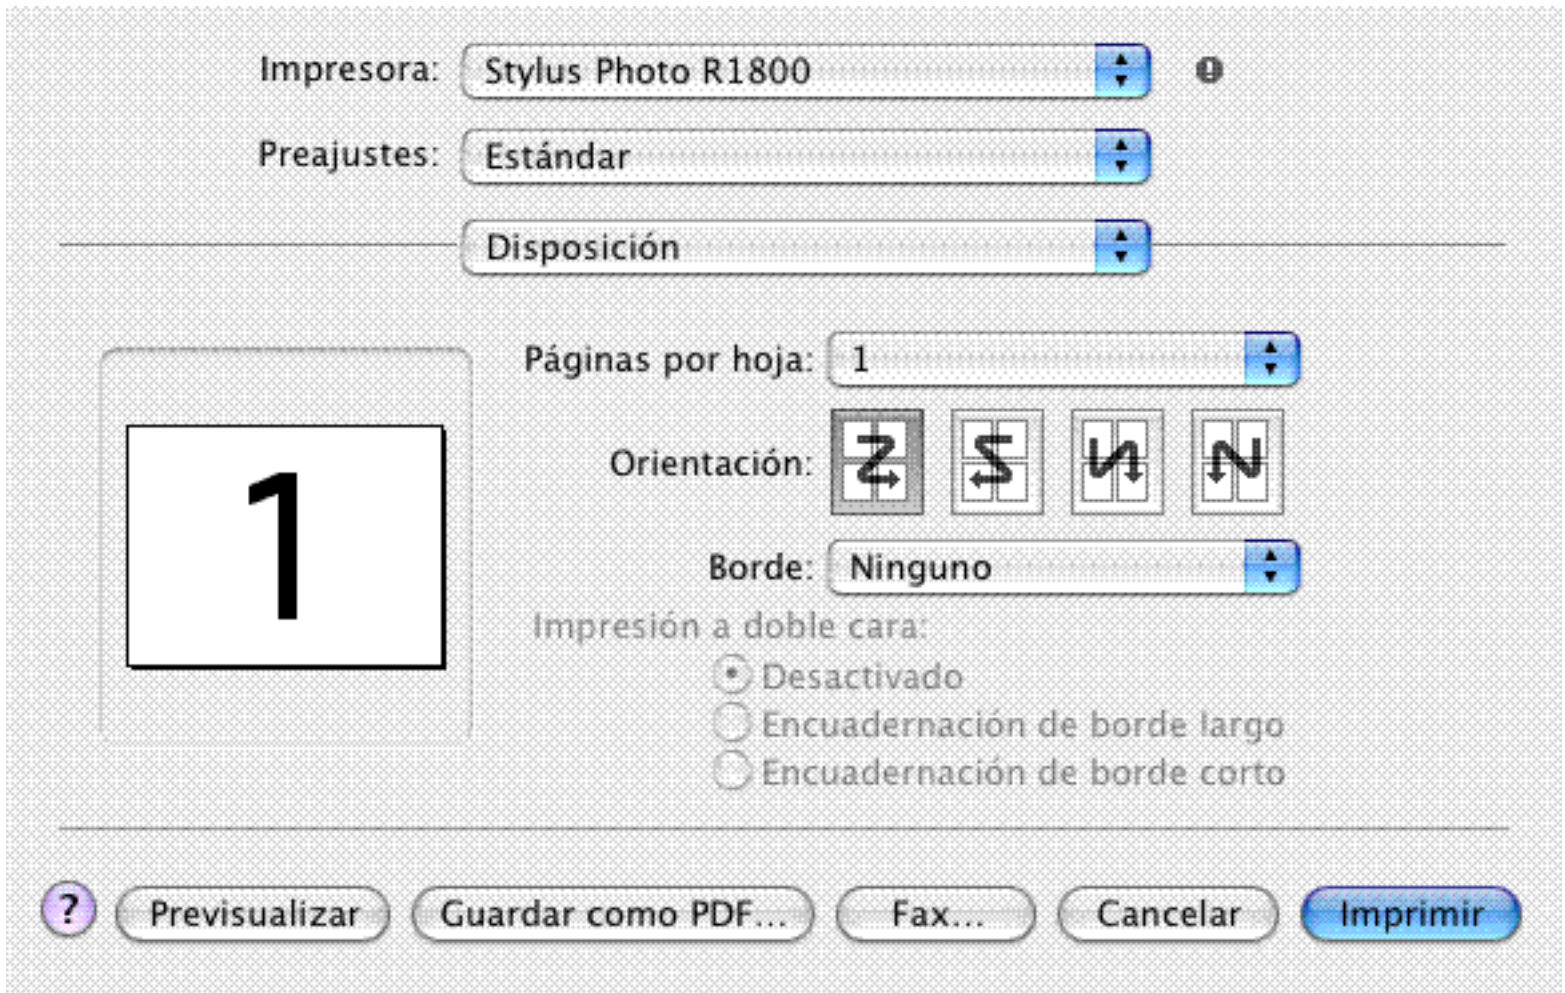 Impresora: Stylus Photo R1800
Preajustes: Estándar
Disposición
Páginas por hoja: 1
1
Orientación:
Borde: Ninguno
Impresión a doble cara:
Desactivado
Encuadernación de borde largo
Encuadernación de borde corto
? Previsualizar Guardar como PDF... Fax... Cancelar Imprimir